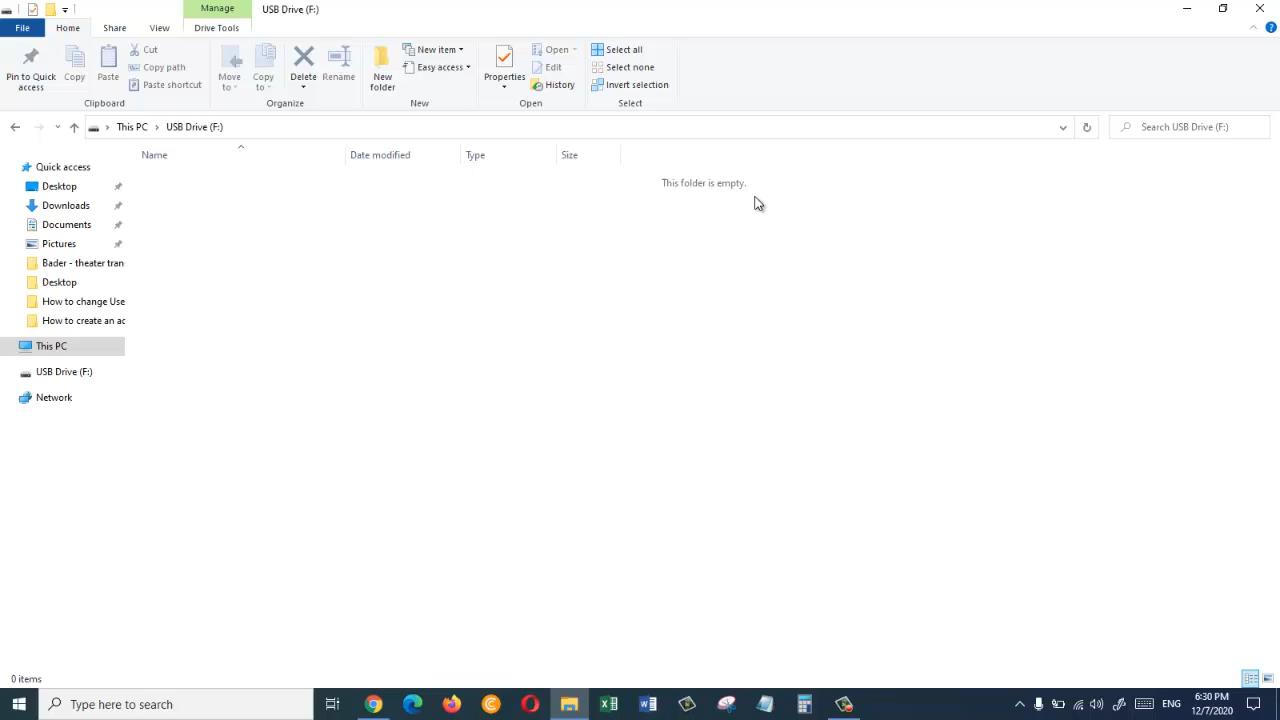 Manage
USB Drive (F:)
File
Home
Share
View
Drive Tools
Pin to Quick access
Copy
Paste
Cut
Copy path
Paste shortcut
Clipboard
Move to
Copy to
Delete
Rename
Organize
New folder
New item
Easy access
New
Properties
Open
Edit
History
Open
Select all
Select none
Invert selection
Select
This PC
USB Drive (F:)
Search USB Drive (F:)
Name
Date modified
Type
Size
This folder is empty.
Quick access
Desktop
Downloads
Documents
Pictures
Bader - theater tran
Desktop
How to change Use
How to create an ac
This PC
USB Drive (F:)
Network
0 items
Type here to search
ENG
6:30 PM
12/7/2020